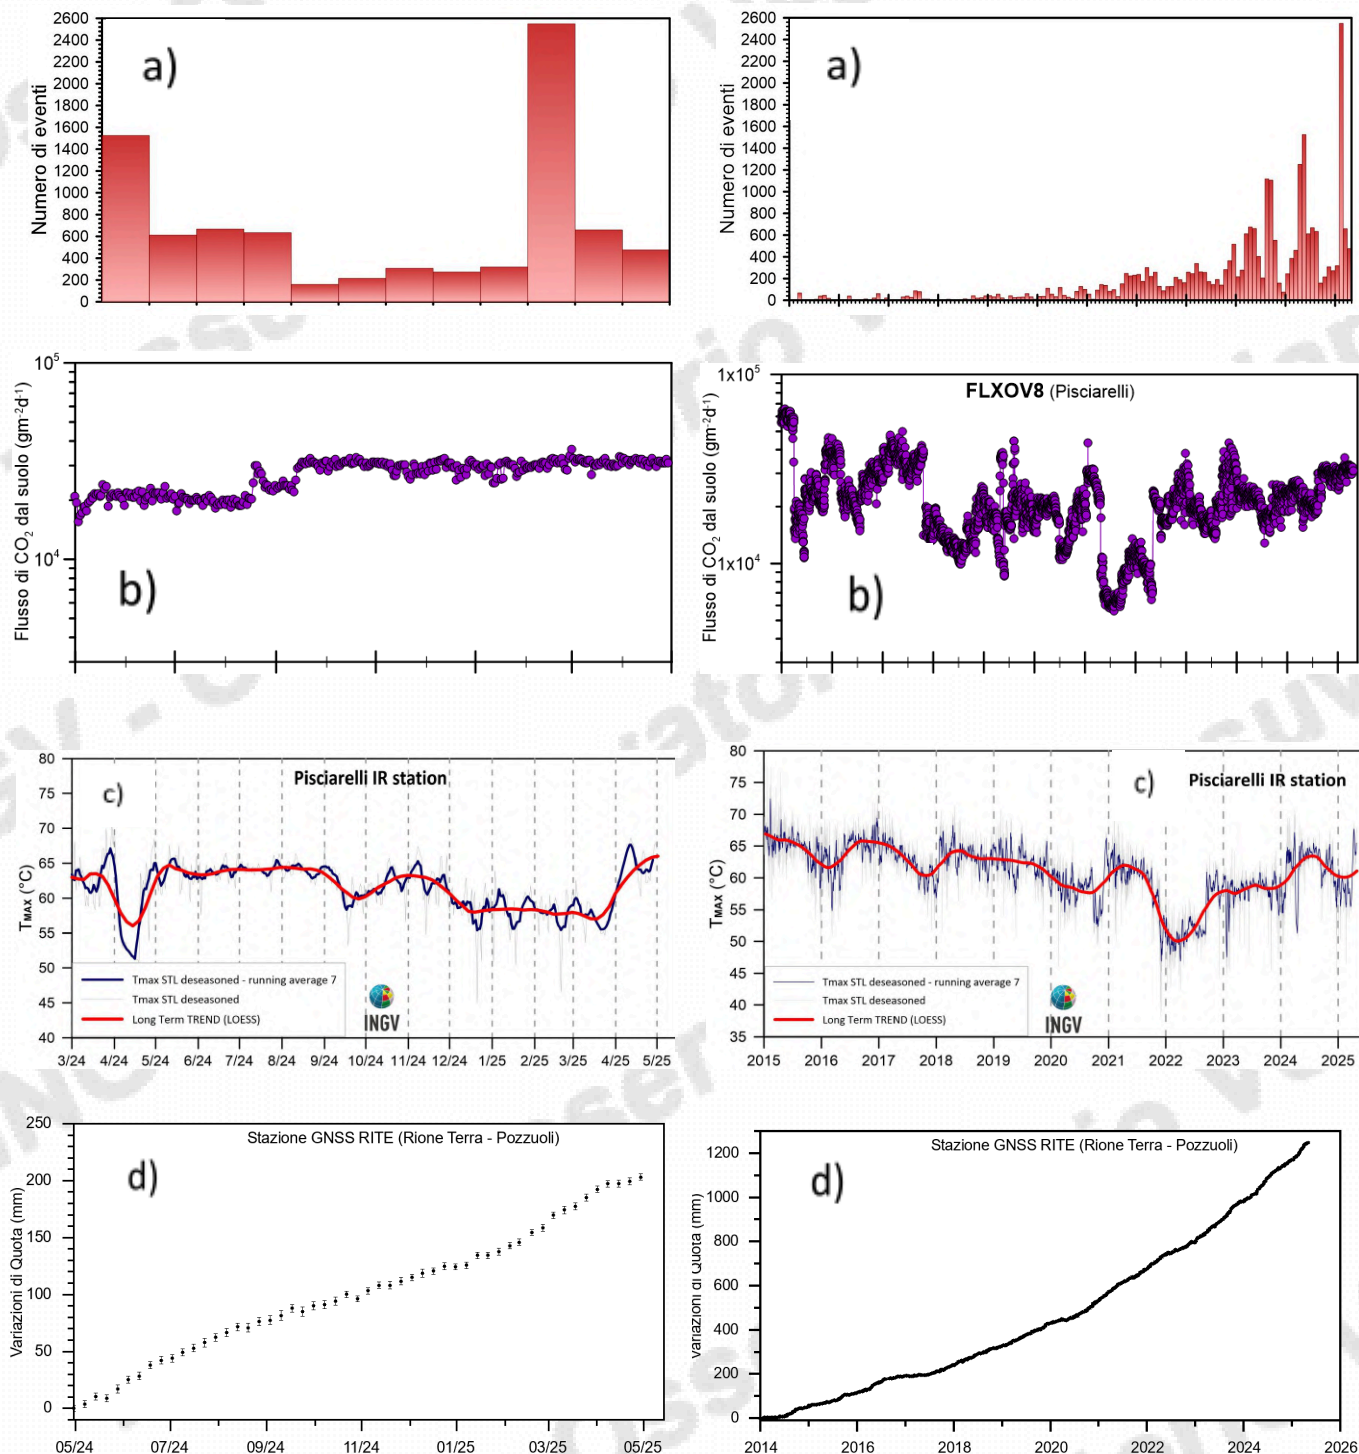 2600
2400
2200
2000
1800
1600
1400
1200
1000
800
600
400
200
0
Numero di eventi
a)
2600
2400
2200
2000
1800
1600
1400
1200
1000
800
600
400
200
0
Numero di eventi
a)
10⁵
10⁴
Flusso di CO₂ dal suolo (gm⁻²d⁻¹)
b)
1x10⁵
1x10⁴
Flusso di CO₂ dal suolo (gm⁻²d⁻¹)
FLXOV8 (Pisciarelli)
b)
80
75
70
65
60
55
50
45
40
T_MAX (°C)
c)
Pisciarelli IR station
Tmax STL deseasoned - running average 7
Tmax STL deseasoned
Long Term TREND (LOESS)
INGV
3/24 4/24 5/24 6/24 7/24 8/24 9/24 10/24 11/24 12/24 1/25 2/25 3/25 4/25 5/25
80
75
70
65
60
55
50
45
40
35
T_MAX (°C)
c)
Pisciarelli IR station
Tmax STL deseasoned - running average 7
Tmax STL deseasoned
Long Term TREND (LOESS)
INGV
2015 2016 2017 2018 2019 2020 2021 2022 2023 2024 2025
250
200
150
100
50
0
Variazioni di Quota (mm)
Stazione GNSS RITE (Rione Terra - Pozzuoli)
d)
05/24 07/24 09/24 11/24 01/25 03/25 05/25
1200
1000
800
600
400
200
0
variazioni di Quota (mm)
Stazione GNSS RITE (Rione Terra - Pozzuoli)
d)
2014 2016 2018 2020 2022 2024 2026